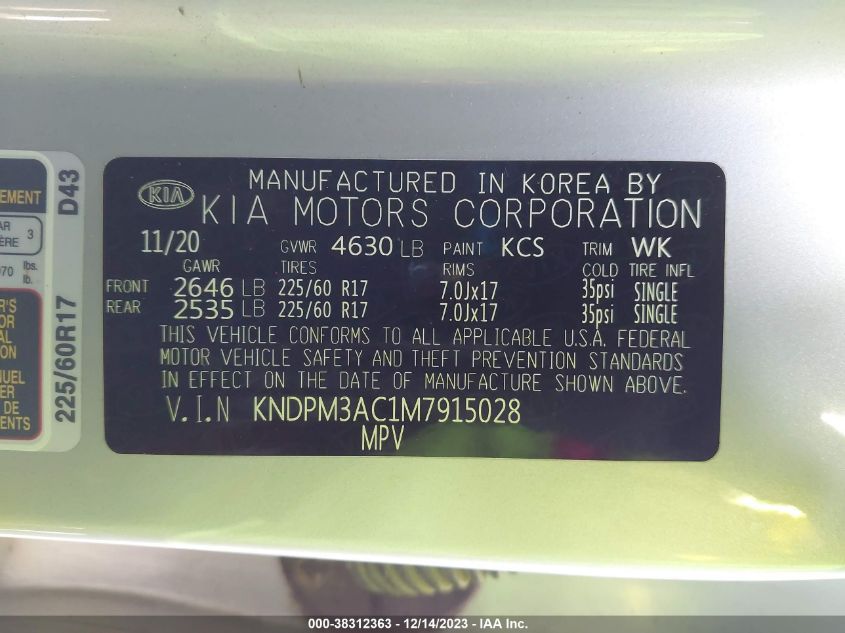 KIA
MANUFACTURED IN KOREA BY
KIA MOTORS CORPORATION
11/20 GVWR 4630 LB PAINT KCS TRIM WK
GAWR TIRES RIMS COLD TIRE INFL
FRONT 2646 LB 225/60 R17 7.0Jx17 35psi SINGLE
REAR 2535 LB 225/60 R17 7.0Jx17 35psi SINGLE
THIS VEHICLE CONFORMS TO ALL APPLICABLE U.S.A. FEDERAL
MOTOR VEHICLE SAFETY AND THEFT PREVENTION STANDARDS
IN EFFECT ON THE DATE OF MANUFACTURE SHOWN ABOVE.
V.I.N KNDPM3AC1M7915028
MPV
3
lbs.
lb.
D43
225/60R17
DE
000-38312363 - 12/14/2023 - IAA Inc.